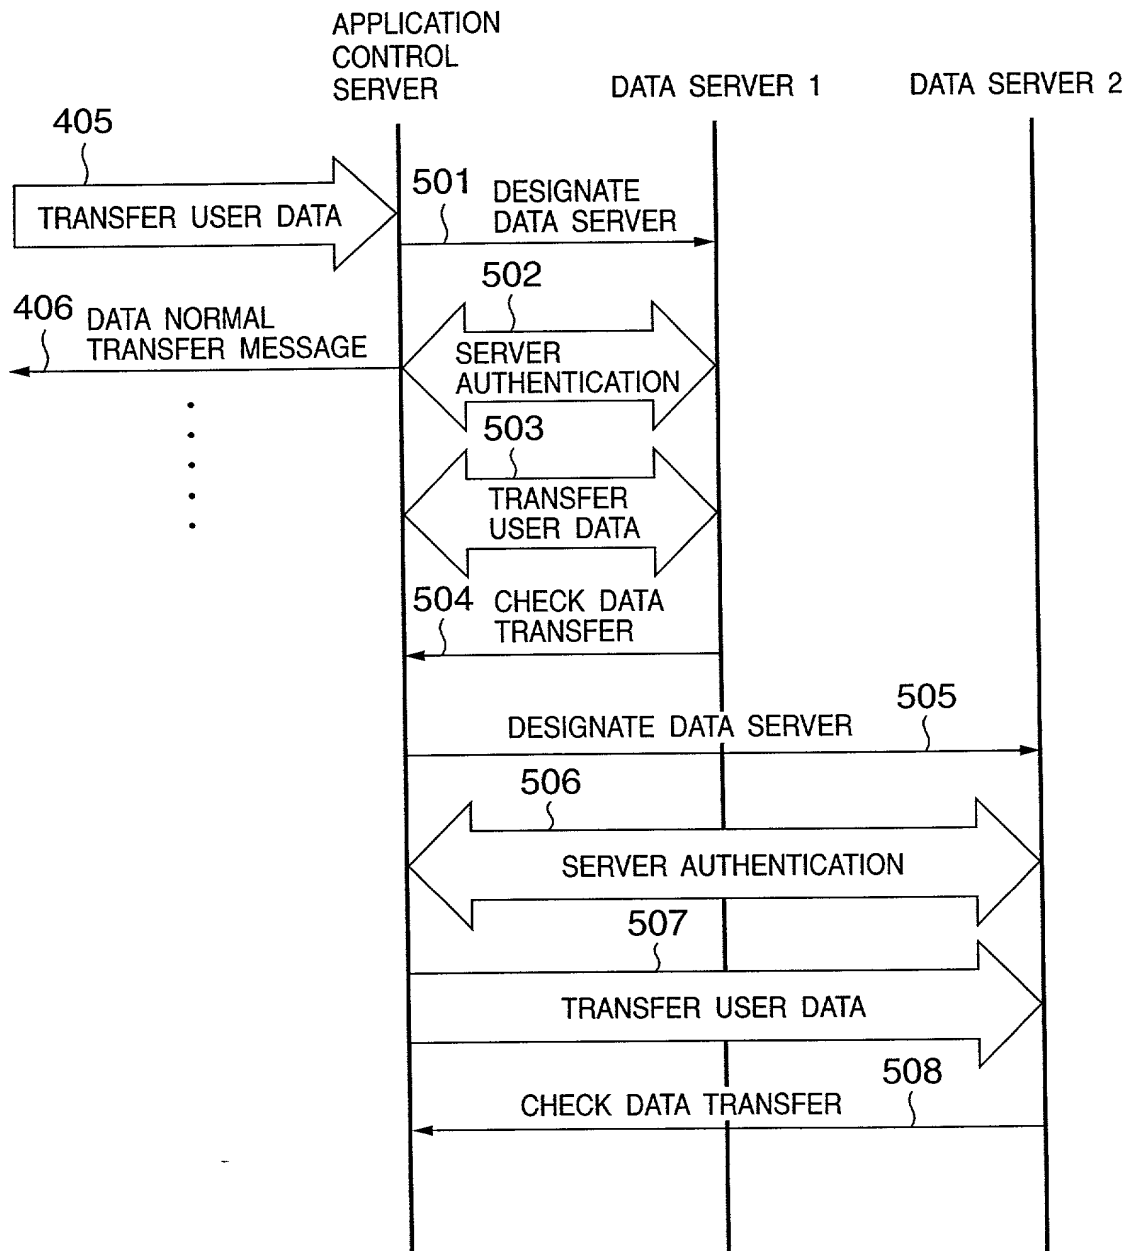 APPLICATION
CONTROL
SERVER
DATA SERVER 1
DATA SERVER 2
405
TRANSFER USER DATA
501
DESIGNATE
DATA SERVER
406
DATA NORMAL
TRANSFER MESSAGE
502
SERVER
AUTHENTICATION
503
TRANSFER
USER DATA
504
CHECK DATA
TRANSFER
505
DESIGNATE DATA SERVER
506
SERVER AUTHENTICATION
507
TRANSFER USER DATA
508
CHECK DATA TRANSFER